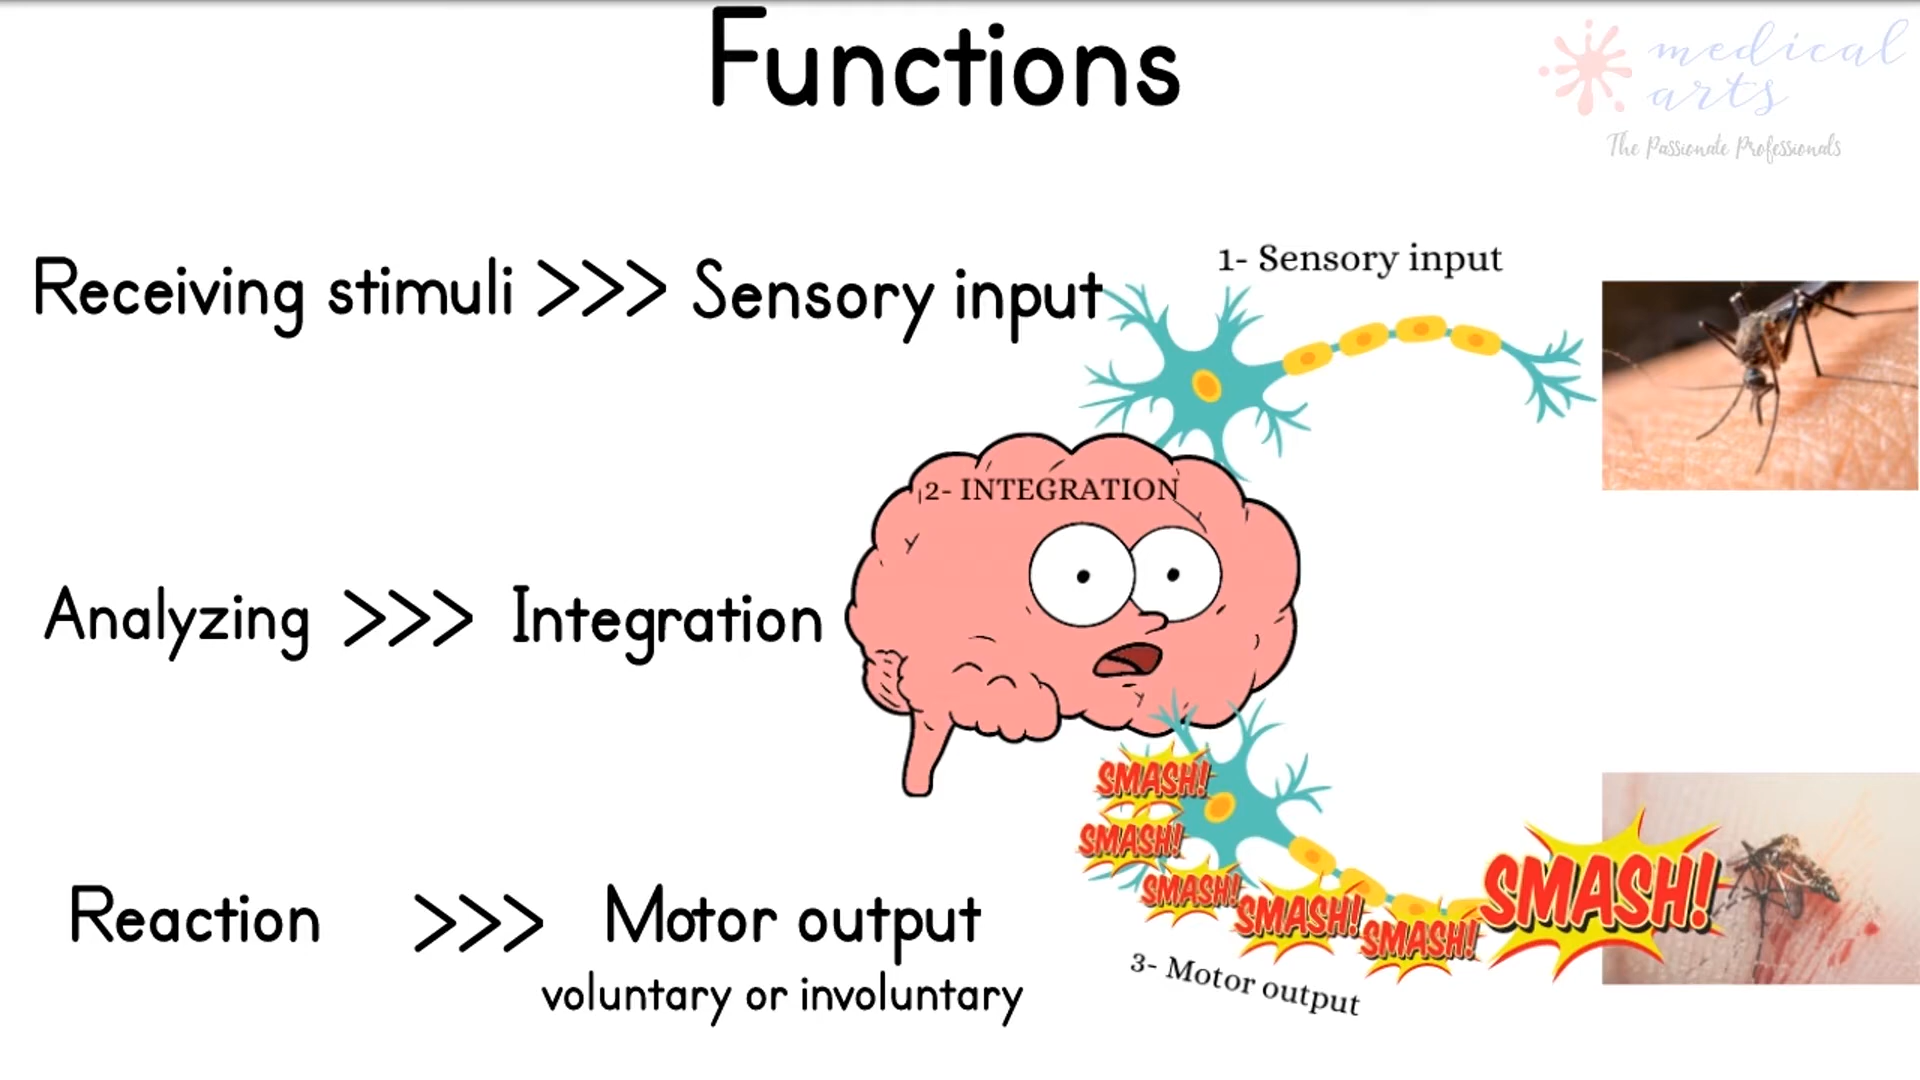 Functions
medical
arts
The Passionate Professionals
Receiving stimuli >>> Sensory input
1- Sensory input
2- INTEGRATION
Analyzing >>> Integration
SMASH!
SMASH!
SMASH!
SMASH!
SMASH!
SMASH!
Reaction >>> Motor output
voluntary or involuntary
3- Motor output